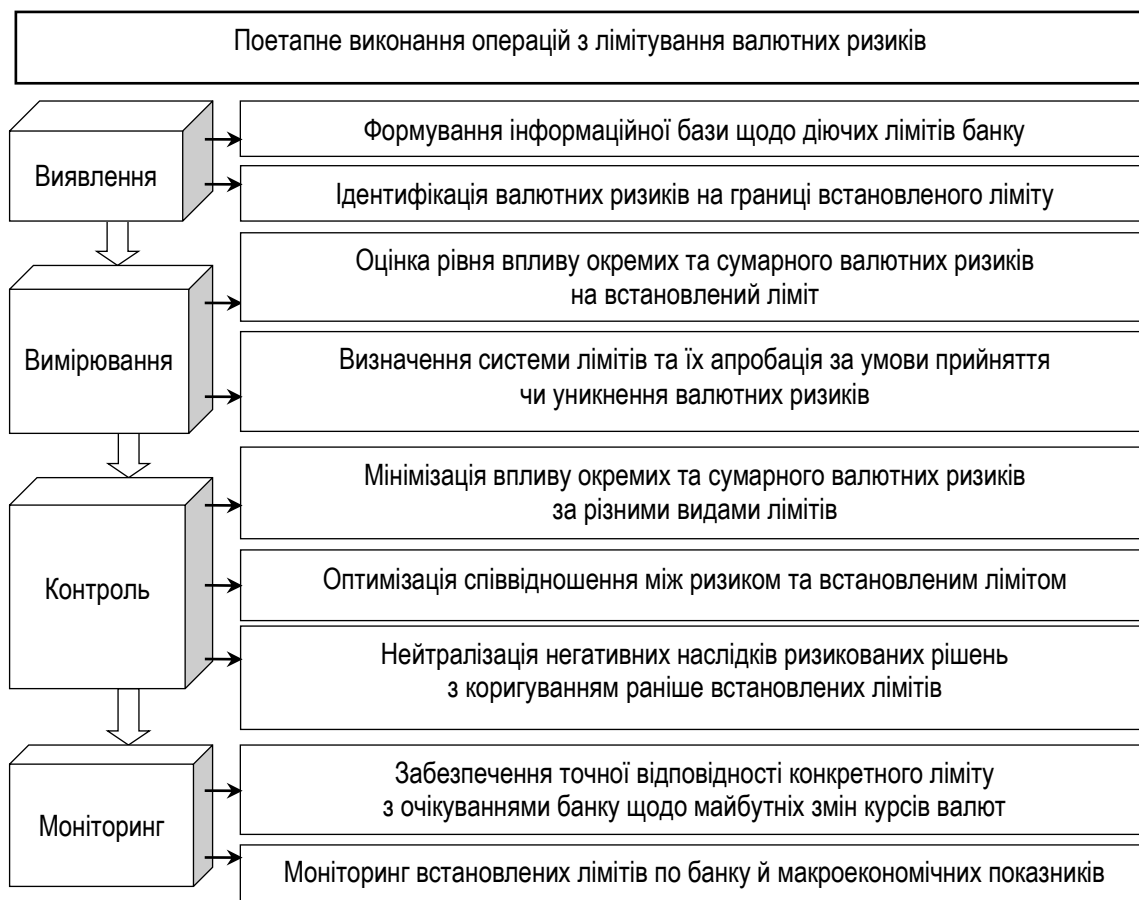 Поетапне виконання операцій з лімітування валютних ризиків
Виявлення
Формування інформаційної бази щодо діючих лімітів банку
Ідентифікація валютних ризиків на границі встановленого ліміту
Вимірювання
Оцінка рівня впливу окремих та сумарного валютних ризиків
на встановлений ліміт
Визначення системи лімітів та їх апробація за умови прийняття
чи уникнення валютних ризиків
Контроль
Мінімізація впливу окремих та сумарного валютних ризиків
за різними видами лімітів
Оптимізація співвідношення між ризиком та встановленим лімітом
Нейтралізація негативних наслідків ризикованих рішень
з коригуванням раніше встановлених лімітів
Моніторинг
Забезпечення точної відповідності конкретного ліміту
з очікуваннями банку щодо майбутніх змін курсів валют
Моніторинг встановлених лімітів по банку й макроекономічних показників